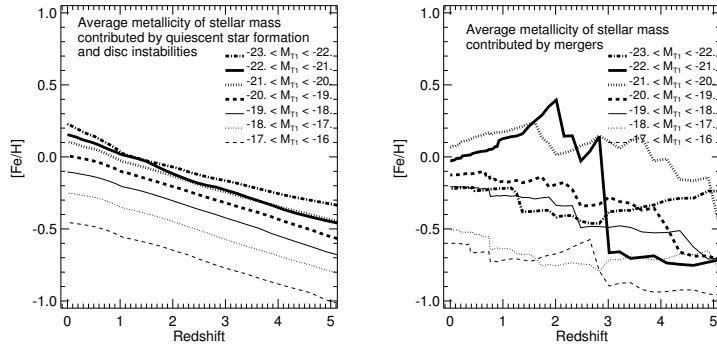 Average metallicity of stellar mass
contributed by quiescent star formation
and disc instabilities
-23. < M_T1 < -22.
-22. < M_T1 < -21.
-21. < M_T1 < -20.
-20. < M_T1 < -19.
-19. < M_T1 < -18.
-18. < M_T1 < -17.
-17. < M_T1 < -16
[Fe/H]
0.5
0.0
-0.5
-1.0
0 1 2 3 4 5
Redshift
Average metallicity of stellar mass
contributed by mergers
-23. < M_T1 < -22.
-22. < M_T1 < -21.
-21. < M_T1 < -20.
-20. < M_T1 < -19.
-19. < M_T1 < -18.
-18. < M_T1 < -17.
-17 < M_T1 < -16
[Fe/H]
0.5
0.0
-0.5
-1.0
0 1 2 3 4 5
Redshift